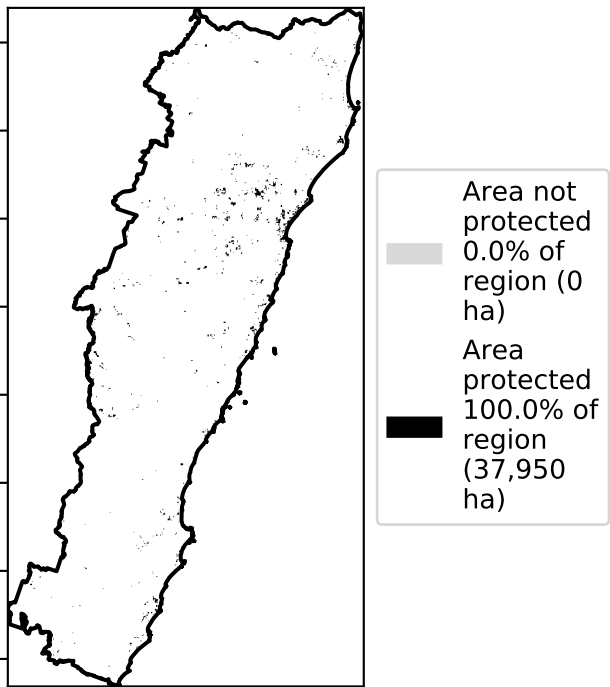 Area not
protected
0.0% of
region (0
ha)
Area
protected
100.0% of
region
(37,950
ha)